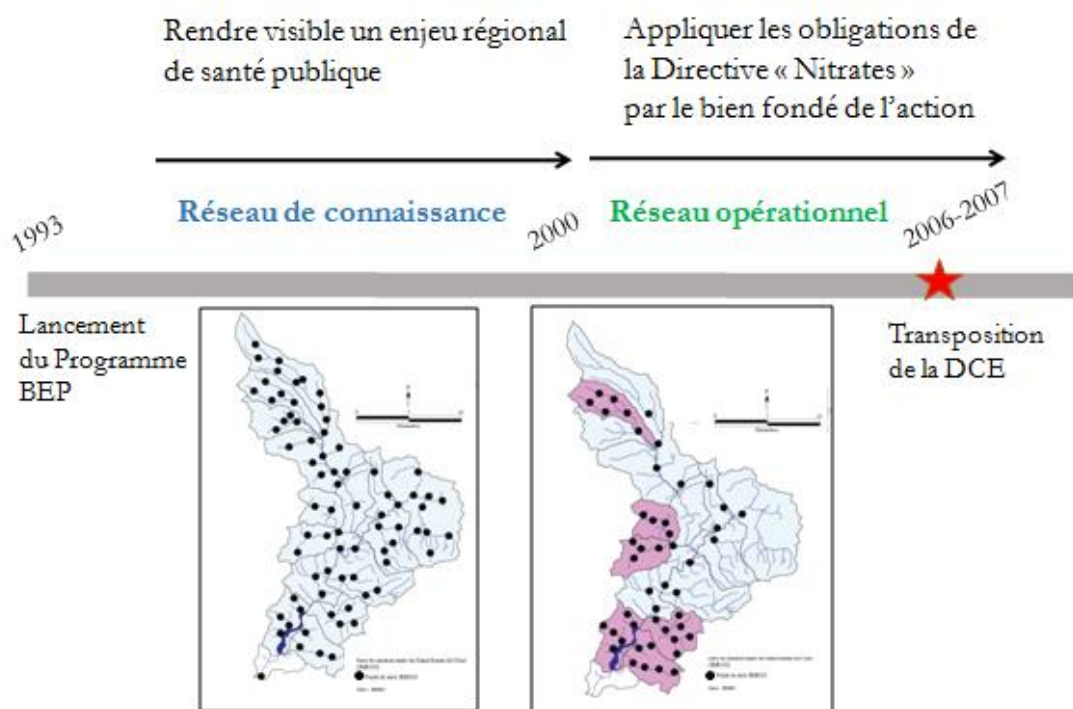 Rendre visible un enjeu régional
de santé publique
Appliquer les obligations de
la Directive « Nitrates »
par le bien fondé de l'action
Réseau de connaissance
Réseau opérationnel
1993
2000
2006-2007
Lancement
du Programme
BEP
Transposition
de la DCE